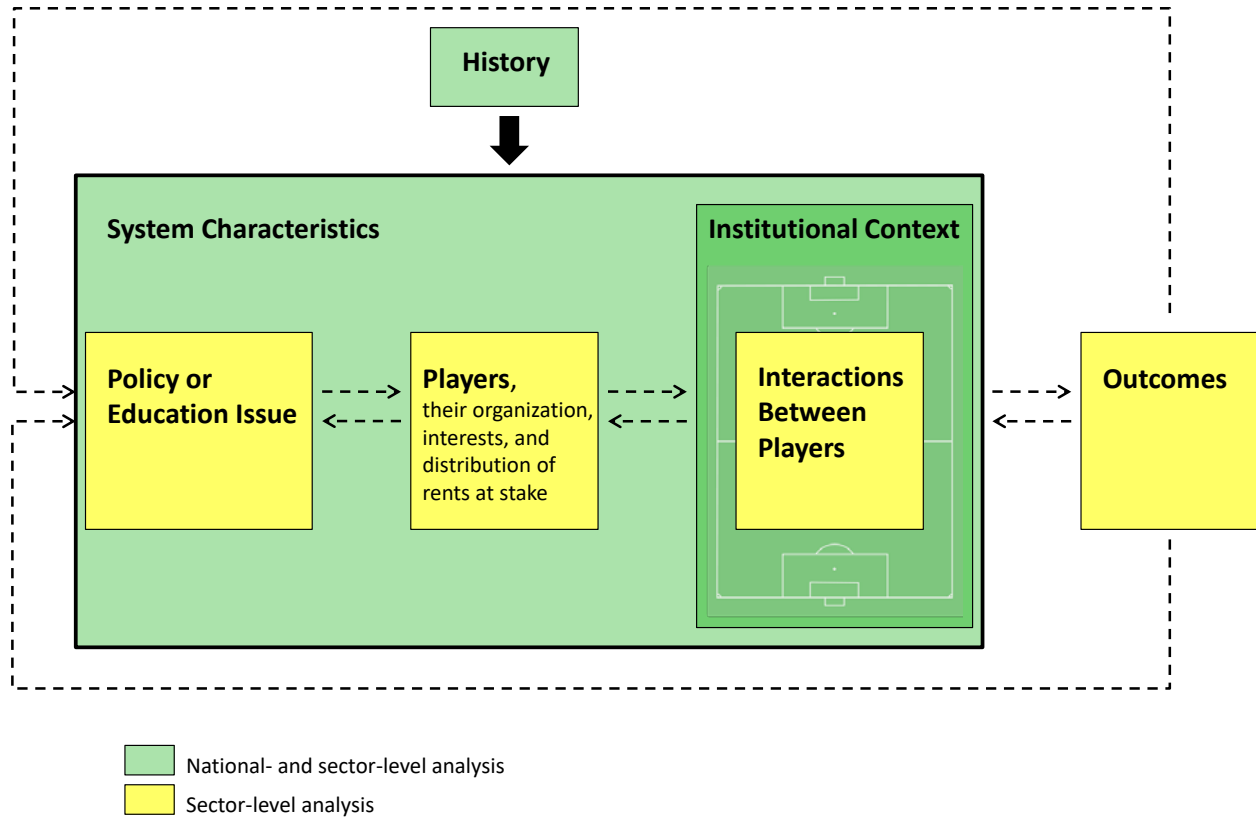 History
System Characteristics
Institutional Context
Policy or
Education Issue
Players,
their organization,
interests, and
distribution of
rents at stake
Interactions
Between
Players
Outcomes
National- and sector-level analysis
Sector-level analysis